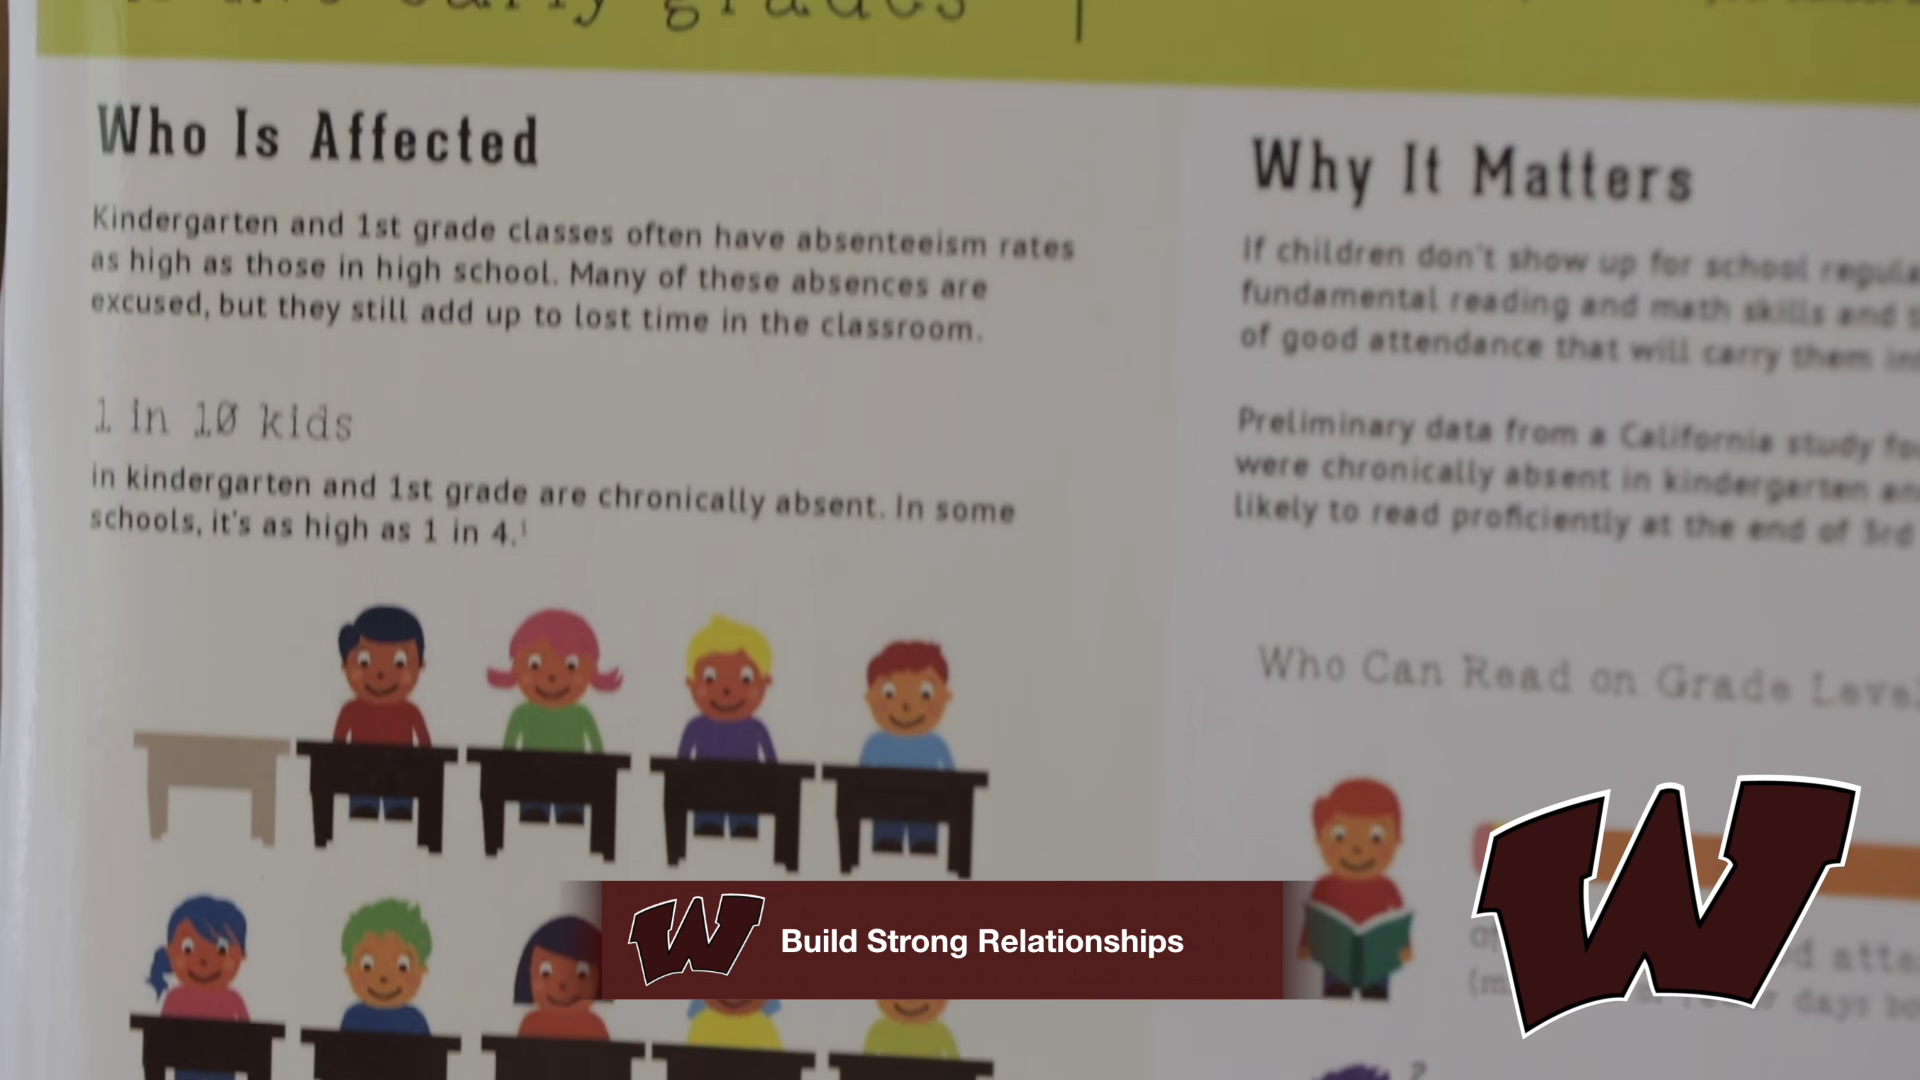 early grades
Who Is Affected
Kindergarten and 1st grade classes often have absenteeism rates
as high as those in high school. Many of these absences are
excused, but they still add up to lost time in the classroom.
1 in 10 kids
in kindergarten and 1st grade are chronically absent. In some
schools, it's as high as 1 in 4.¹
Why It Matters
If children don't show up for school
fundamental reading and math skills and
of good attendance that will carry them
Preliminary data from a California study
were chronically absent in kindergarten
likely to read proficiently at the end of 3rd
Who Can Read on Grade Level
days
W Build Strong Relationships
W